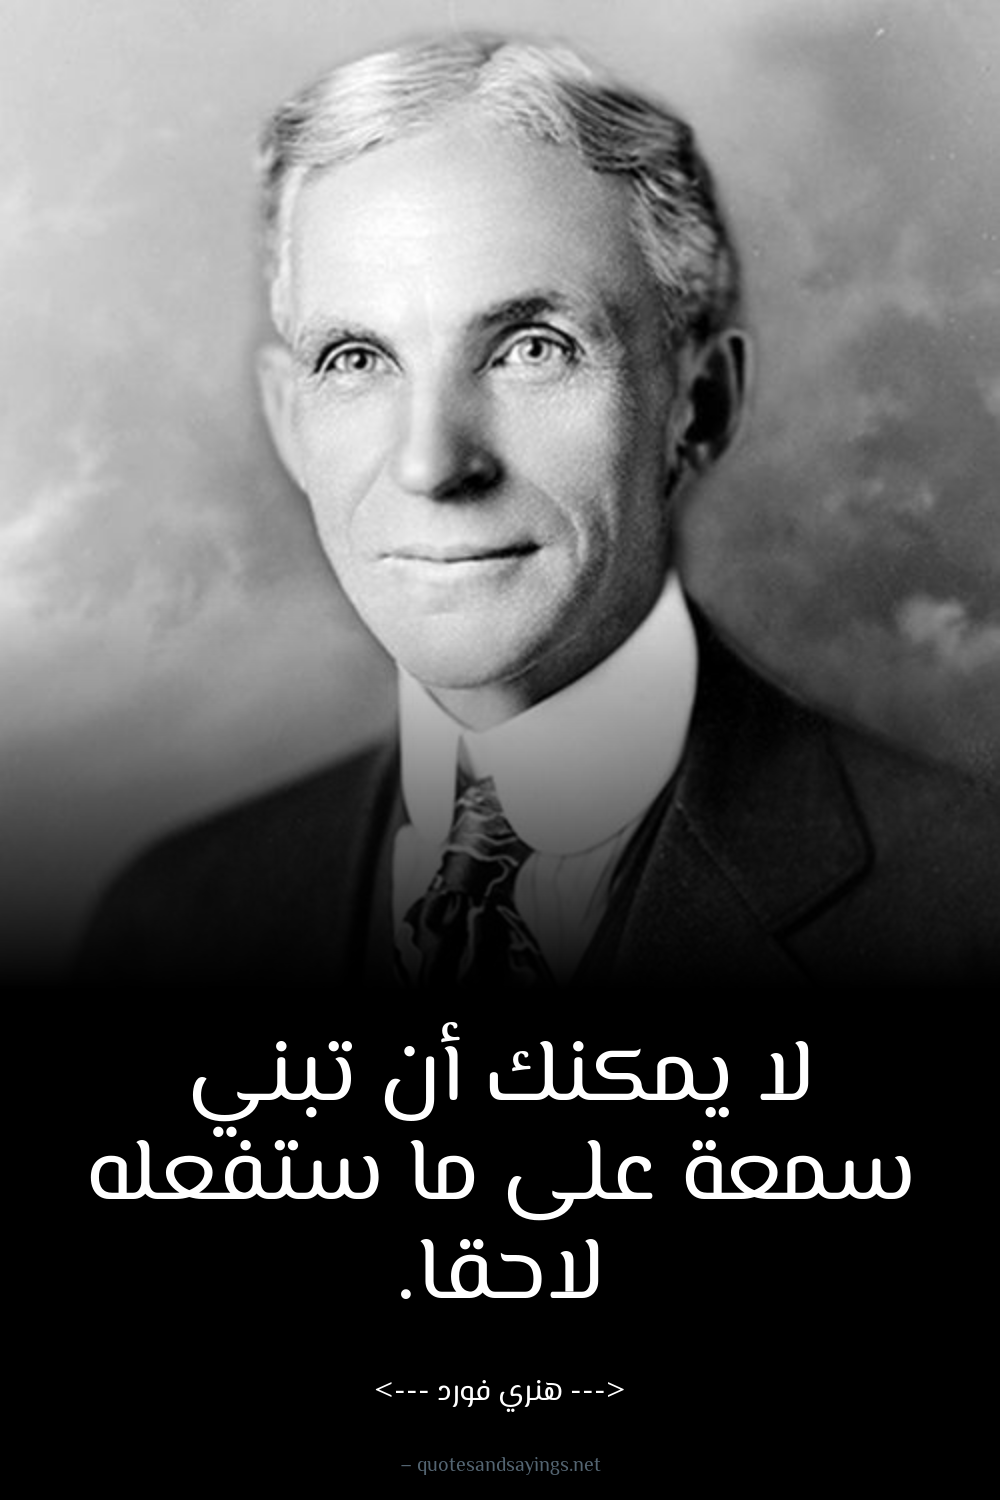 لا يمكنك أن تبني
سمعة على ما ستفعله
لاحقا.
<--- هنري فورد --->
– quotesandsayings.net